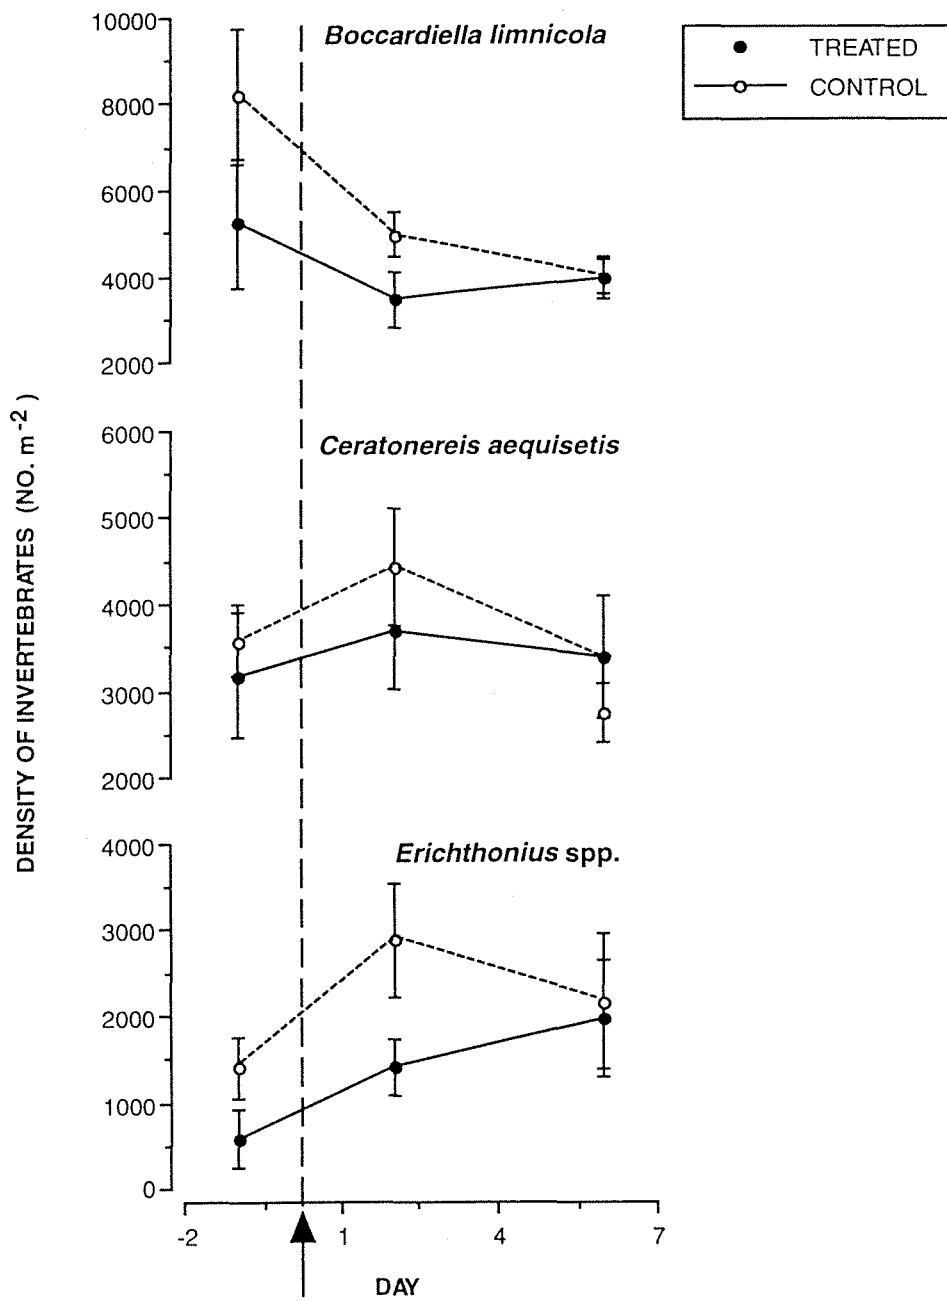 10000
8000
6000
4000
2000
Boccardiella limnicola
TREATED
CONTROL
DENSITY OF INVERTEBRATES (NO. m-2)
6000
5000
4000
3000
2000
Ceratonereis aequisetis
4000
3000
2000
1000
0
Erichthonius spp.
-2
1
4
7
DAY